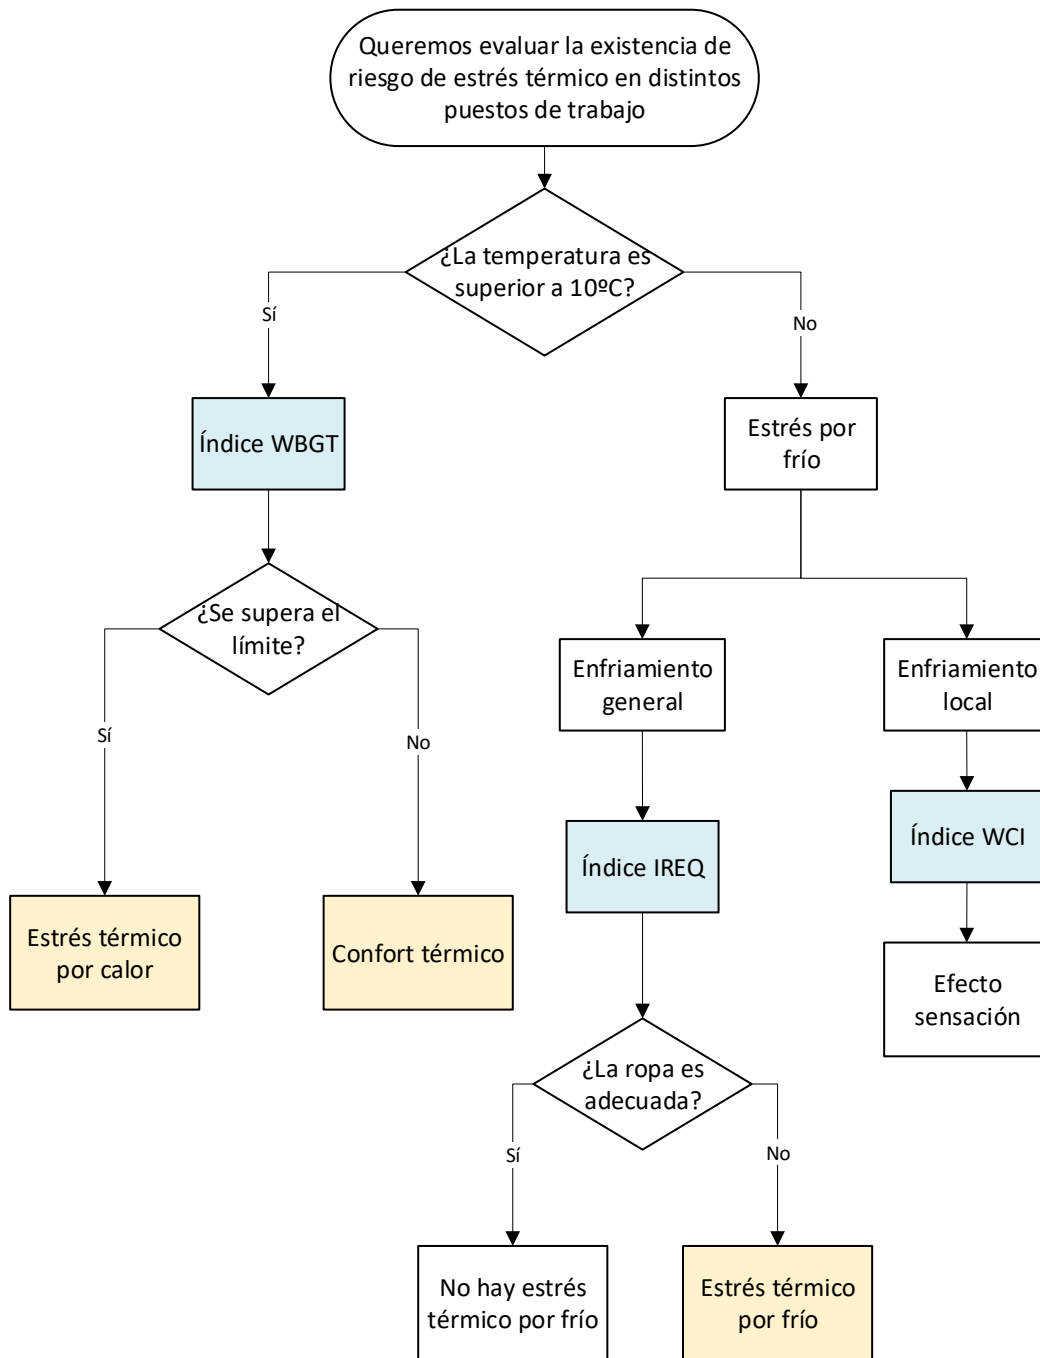 Queremos evaluar la existencia de
riesgo de estrés térmico en distintos
puestos de trabajo
¿La temperatura es
superior a 10ºC?
Sí
No
Índice WBGT
Estrés por
frío
¿Se supera el
límite?
Enfriamiento
general
Enfriamiento
local
Sí
No
Índice IREQ
Índice WCI
Estrés térmico
por calor
Confort térmico
Efecto
sensación
¿La ropa es
adecuada?
Sí
No
No hay estrés
térmico por frío
Estrés térmico
por frío